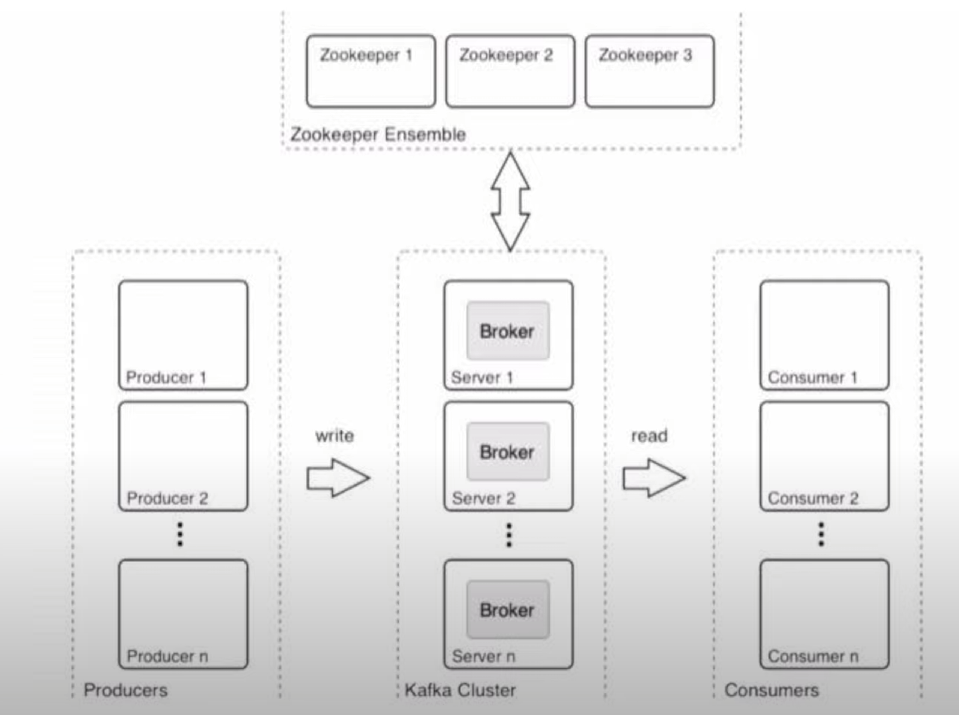 Zookeeper 1
Zookeeper 2
Zookeeper 3
Zookeeper Ensemble
Producer 1
Producer 2
Producer n
Producers
write
Broker
Server 1
Broker
Server 2
Broker
Server n
Kafka Cluster
read
Consumer 1
Consumer 2
Consumer n
Consumers